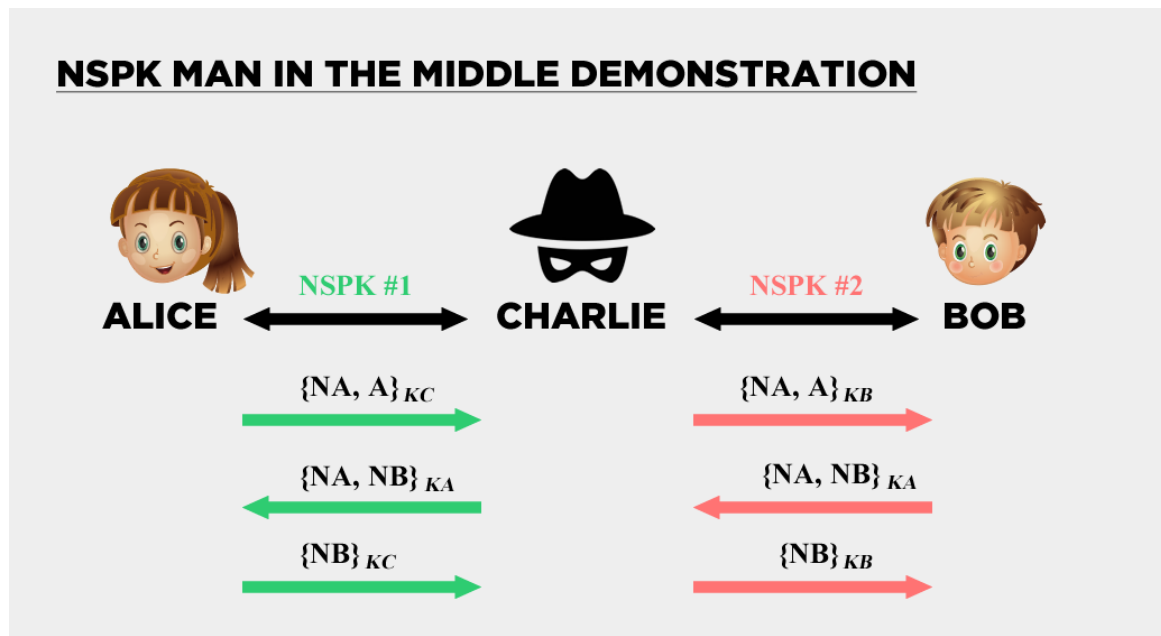 NSPK MAN IN THE MIDDLE DEMONSTRATION
NSPK #1 NSPK #2
ALICE CHARLIE BOB
{NA, A} KC {NA, A} KB
{NA, NB} KA {NA, NB} KA
{NB} KC {NB} KB